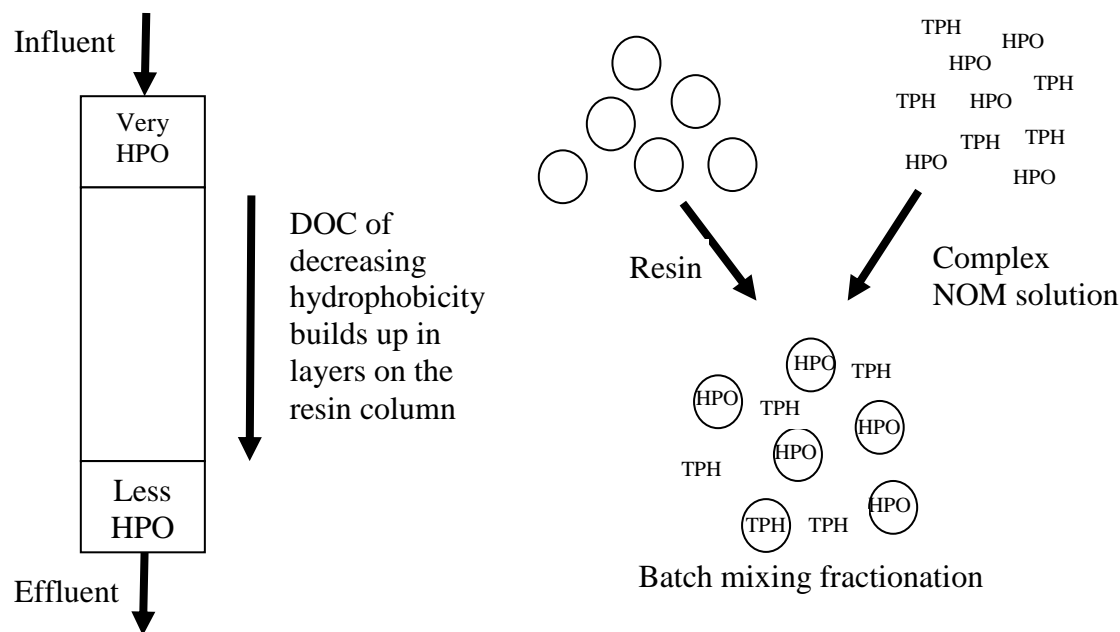 Influent
Very
HPO
DOC of
decreasing
hydrophobicity
builds up in
layers on the
resin column
Less
HPO
Effluent
TPH
HPO
HPO
TPH
TPH
HPO
TPH
TPH
HPO
HPO
Resin
Complex
NOM solution
HPO
TPH
HPO
TPH
HPO
HPO
TPH
HPO
TPH
TPH
Batch mixing fractionation